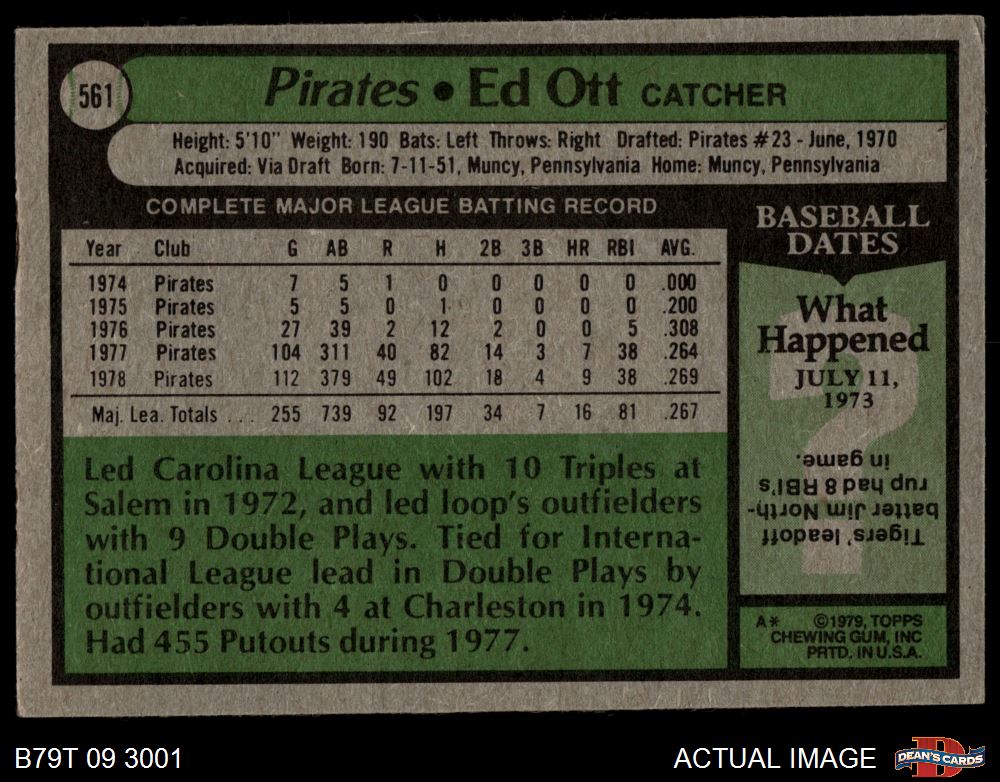 561
Pirates • Ed Ott CATCHER
Height: 5'10" Weight: 190 Bats: Left Throws: Right Drafted: Pirates #23 - June, 1970
Acquired: Via Draft Born: 7-11-51, Muncy, Pennsylvania Home: Muncy, Pennsylvania
COMPLETE MAJOR LEAGUE BATTING RECORD
Year Club G AB R H 2B 3B HR RBI AVG.
1974 Pirates 7 5 1 0 0 0 0 0 .000
1975 Pirates 5 5 0 1 0 0 0 0 .200
1976 Pirates 27 39 2 12 2 0 0 5 .308
1977 Pirates 104 311 40 82 14 3 7 38 .264
1978 Pirates 112 379 49 102 18 4 9 38 .269
Maj. Lea. Totals . . . 255 739 92 197 34 7 16 81 .267
Led Carolina League with 10 Triples at
Salem in 1972, and led loop's outfielders
with 9 Double Plays. Tied for Interna-
tional League lead in Double Plays by
outfielders with 4 at Charleston in 1974.
Had 455 Putouts during 1977.
BASEBALL
DATES
What
Happened
JULY 11,
1973
?
Tigers' leadoff
batter Jim North-
rup had 8 RBI's
in game.
A* ©1979, TOPPS
CHEWING GUM, INC
PRTD. IN U.S.A.
B79T 09 3001
ACTUAL IMAGE
D
DEAN'S CARDS